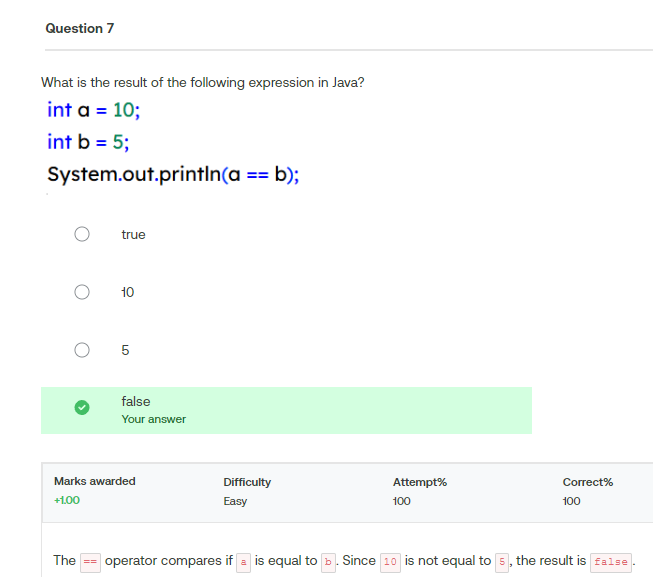 Question 7
What is the result of the following expression in Java?
int a = 10;
int b = 5;
System.out.println(a == b);
true
10
5
false
Your answer
Marks awarded Difficulty Attempt% Correct%
+1.00 Easy 100 100
The == operator compares if a is equal to b. Since 10 is not equal to 5, the result is false.